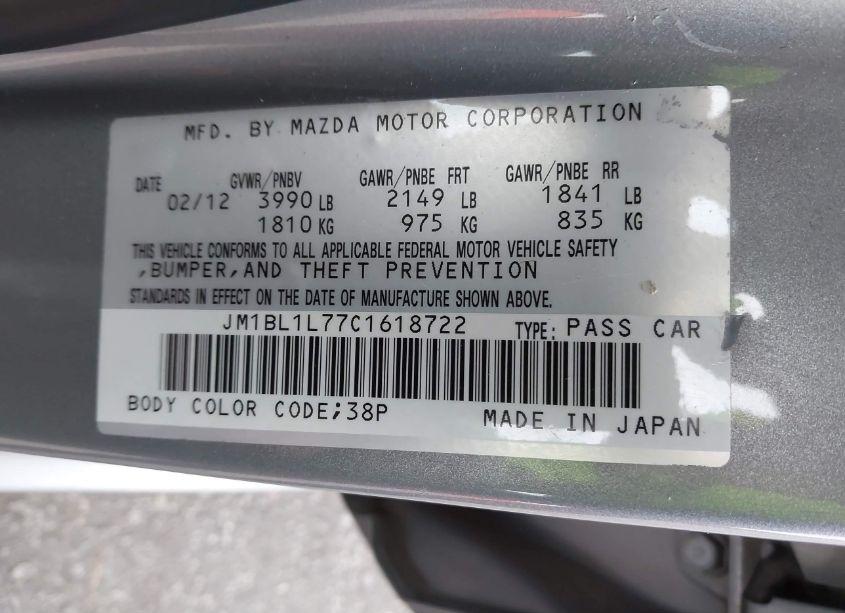 MFD. BY MAZDA MOTOR CORPORATION
DATE GVWR/PNBV GAWR/PNBE FRT GAWR/PNBE RR
02/12 3990 LB 2149 LB 1841 LB
1810 KG 975 KG 835 KG
THIS VEHICLE CONFORMS TO ALL APPLICABLE FEDERAL MOTOR VEHICLE SAFETY
,BUMPER,AND THEFT PREVENTION
STANDARDS IN EFFECT ON THE DATE OF MANUFACTURE SHOWN ABOVE.
JM1BL1L77C1618722 TYPE: PASS CAR
BODY COLOR CODE;38P MADE IN JAPAN